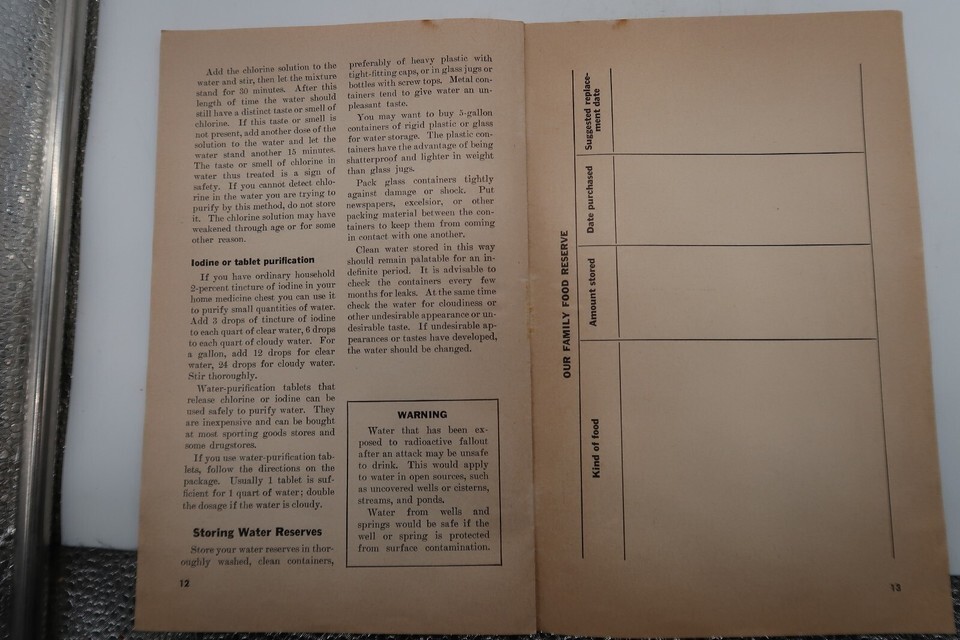 Add the chlorine solution to the
water and stir, then let the mixture
stand for 30 minutes. After this
length of time the water should
still have a distinct taste or smell of
chlorine. If this taste or smell is
not present, add another dose of the
solution to the water and let the
water stand another 15 minutes.
The taste or smell of chlorine in
water thus treated is a sign of
safety. If you cannot detect chlo-
rine in the water you are trying to
purify by this method, do not store
it. The chlorine solution may have
weakened through age or for some
other reason.
Iodine or tablet purification
If you have ordinary household
2-percent tincture of iodine in your
home medicine chest you can use it
to purify small quantities of water.
Add 3 drops of tincture of iodine
to each quart of clear water, 6 drops
to each quart of cloudy water. For
a gallon, add 12 drops for clear
water, 24 drops for cloudy water.
Stir thoroughly.
Water-purification tablets that
release chlorine or iodine can be
used safely to purify water. They
are inexpensive and can be bought
at most sporting goods stores and
some drugstores.
If you use water-purification tab-
lets, follow the directions on the
package. Usually 1 tablet is suf-
ficient for 1 quart of water; double
the dosage if the water is cloudy.
Storing Water Reserves
Store your water reserves in thor-
oughly washed, clean containers,
12
preferably of heavy plastic with
tight-fitting caps, or in glass jugs or
bottles with screw tops. Metal con-
tainers tend to give water an un-
pleasant taste.
You may want to buy 5-gallon
containers of rigid plastic or glass
for water storage. The plastic con-
tainers have the advantage of being
shatterproof and lighter in weight
than glass jugs.
Pack glass containers tightly
against damage or shock. Put
newspapers, excelsior, or other
packing material between the con-
tainers to keep them from coming
in contact with one another.
Clean water stored in this way
should remain palatable for an in-
definite period. It is advisable to
check the containers every few
months for leaks. At the same time
check the water for cloudiness or
other undesirable appearance or un-
desirable taste. If undesirable ap-
pearances or tastes have developed,
the water should be changed.
WARNING
Water that has been ex-
posed to radioactive fallout
after an attack may be unsafe
to drink. This would apply
to water in open sources, such
as uncovered wells or cisterns,
streams, and ponds.
Water from wells and
springs would be safe if the
well or spring is protected
from surface contamination.
OUR FAMILY FOOD RESERVE
Kind of food
Amount stored
Date purchased
Suggested replace-
ment date
13